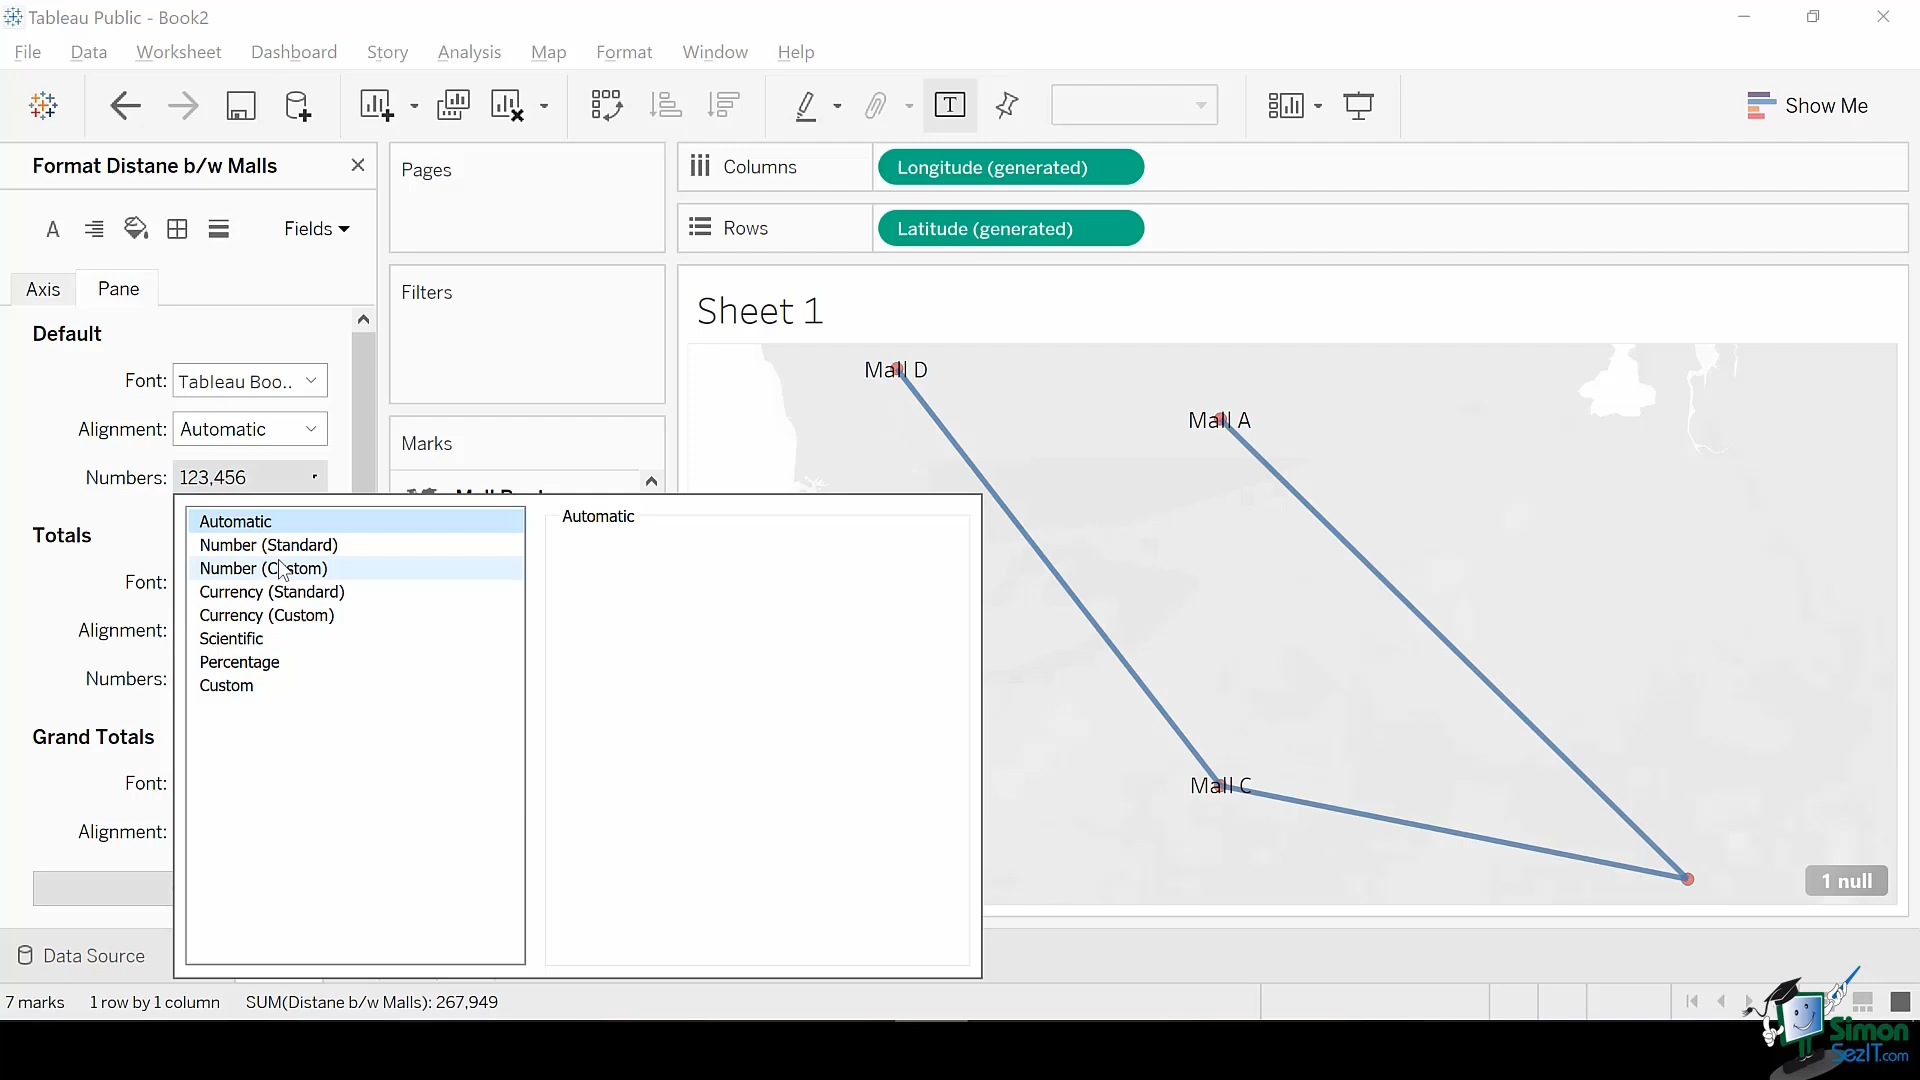 Tableau Public - Book2
File Data Worksheet Dashboard Story Analysis Map Format Window Help
Show Me
Format Distane b/w Malls
Fields
Axis Pane
Default
Font: Tableau Boo..
Alignment: Automatic
Numbers: 123,456
Totals
Font:
Alignment:
Numbers:
Grand Totals
Font:
Alignment:
Automatic
Number (Standard)
Number (Custom)
Currency (Standard)
Currency (Custom)
Scientific
Percentage
Custom
Automatic
Pages
Filters
Marks
Columns Longitude (generated)
Rows Latitude (generated)
Sheet 1
Mall D
Mall A
Mall C
1 null
Data Source
7 marks 1 row by 1 column SUM(Distane b/w Malls): 267,949
Simon
SezIT.com